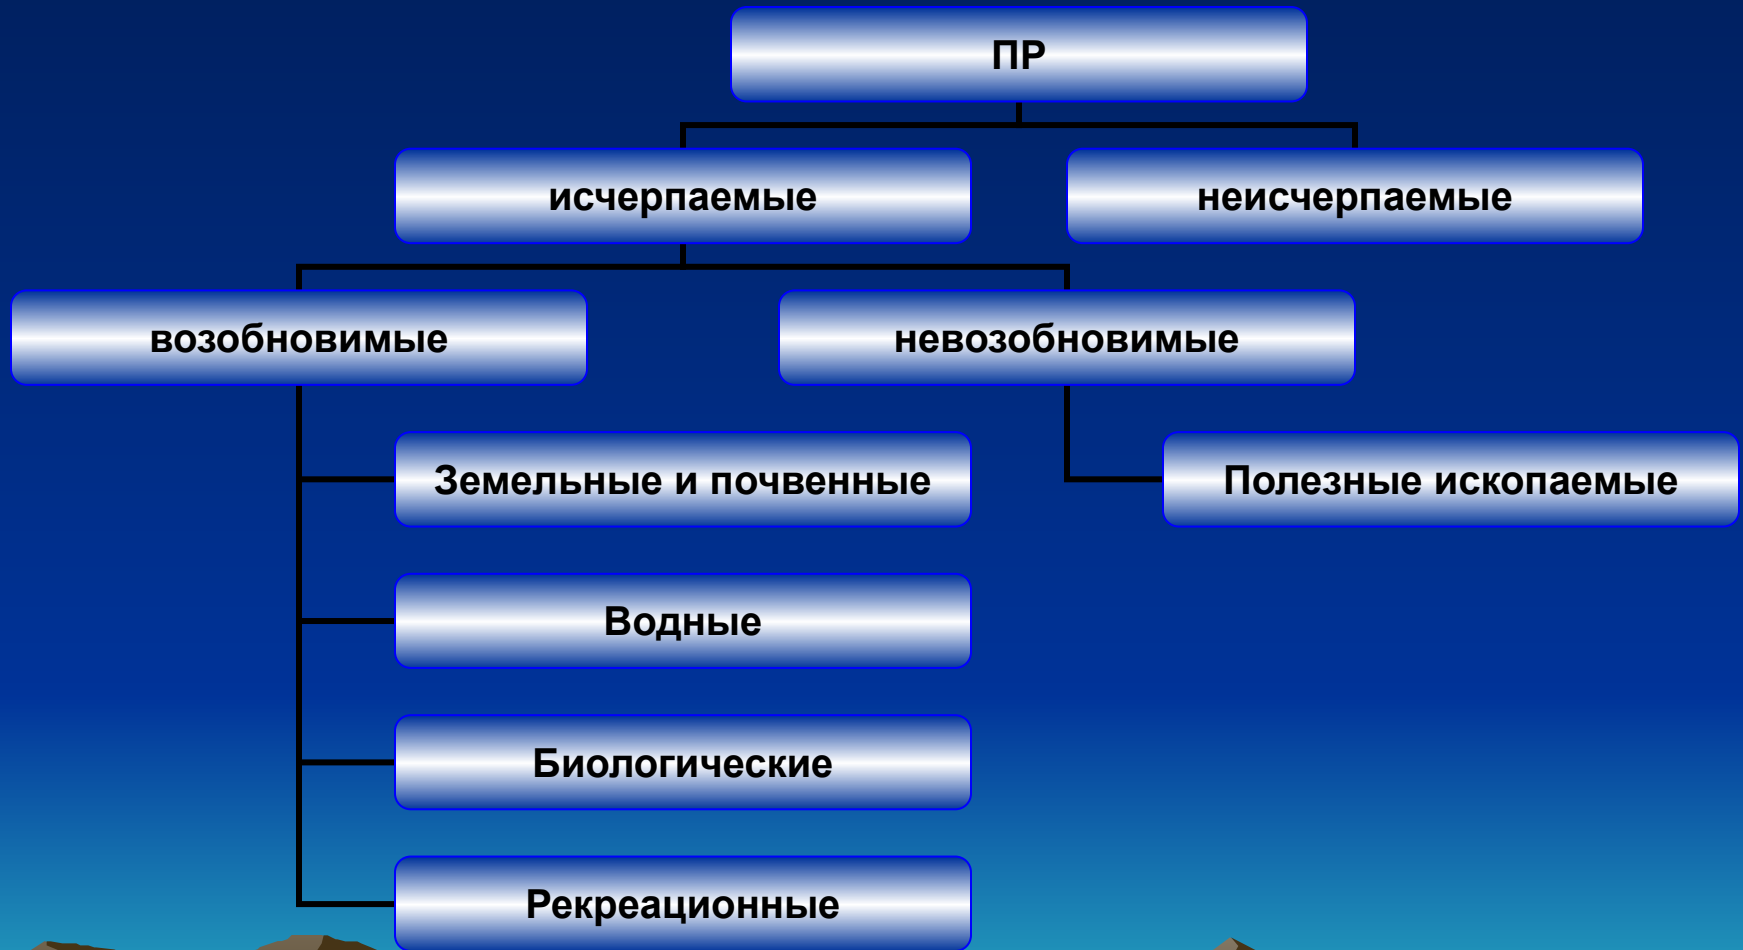 ПР
исчерпаемые
неисчерпаемые
возобновимые
невозобновимые
Земельные и почвенные
Полезные ископаемые
Водные
Биологические
Рекреационные